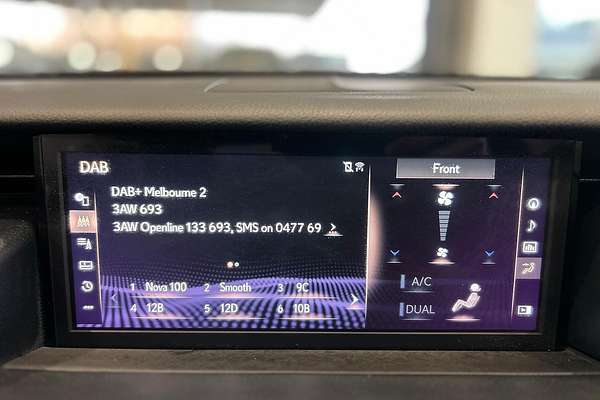 DAB
Front
DAB+ Melbourne 2
3AW 693
3AW Openline 133 693, SMS on 0477 69
1 Nova 100 2 Smooth 3 9C
4 12B 5 12D 6 10B
A/C
DUAL